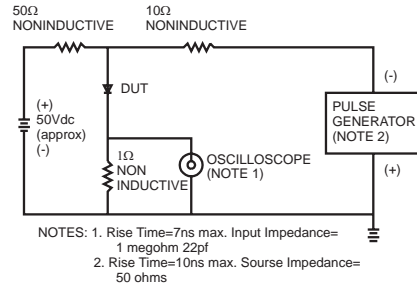 50Ω
NONINDUCTIVE
10Ω
NONINDUCTIVE
(+)
50Vdc
(approx)
(-)
DUT
1Ω
NON
INDUCTIVE
OSCILLOSCOPE
(NOTE 1)
(-)
PULSE
GENERATOR
(NOTE 2)
(+)
NOTES: 1. Rise Time=7ns max. Input Impedance=
1 megohm 22pf
2. Rise Time=10ns max. Sourse Impedance=
50 ohms